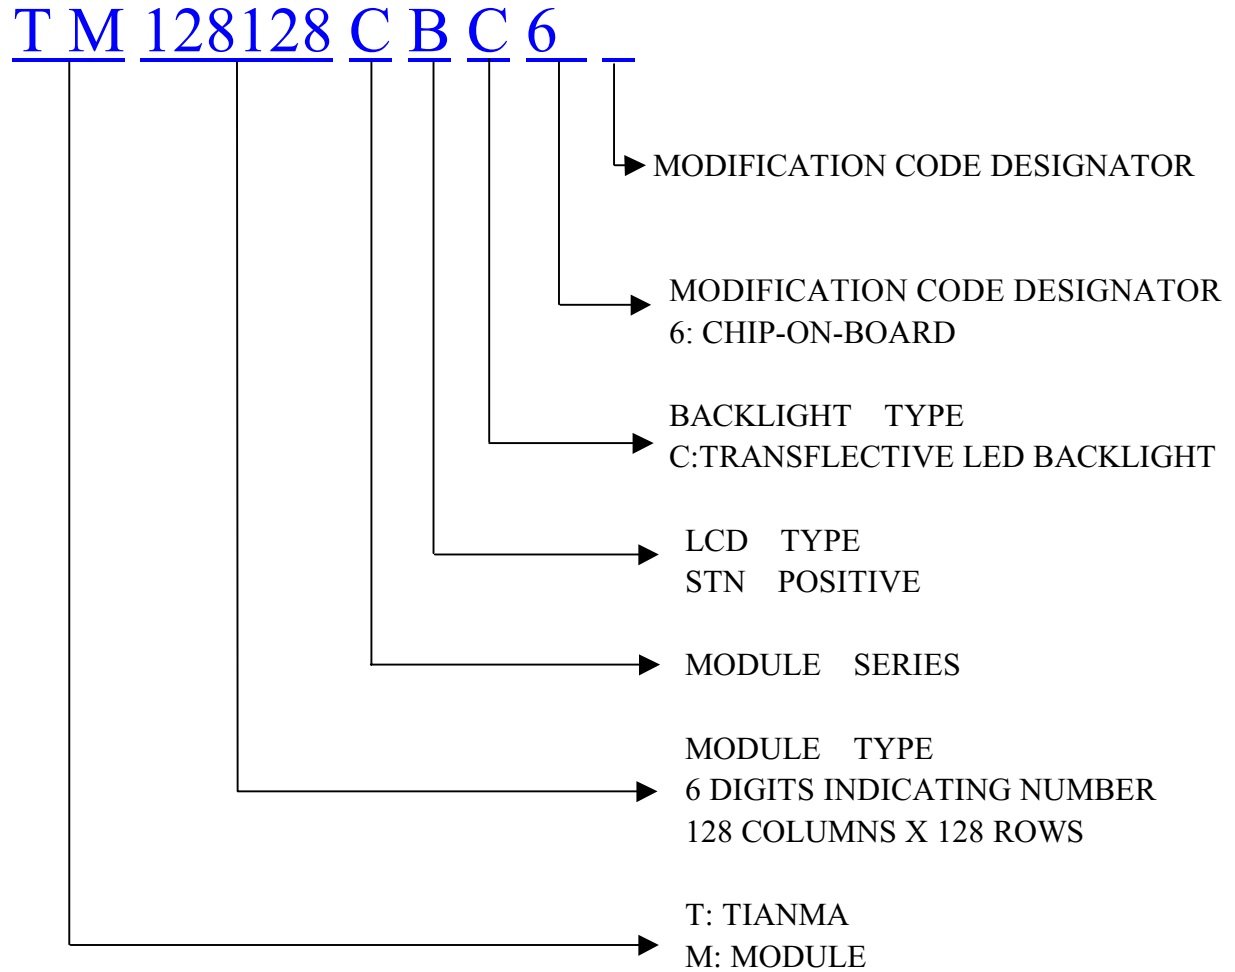 T M 128128 C B C 6
MODIFICATION CODE DESIGNATOR
MODIFICATION CODE DESIGNATOR
6: CHIP-ON-BOARD
BACKLIGHT TYPE
C:TRANSFLECTIVE LED BACKLIGHT
LCD TYPE
STN POSITIVE
MODULE SERIES
MODULE TYPE
6 DIGITS INDICATING NUMBER
128 COLUMNS X 128 ROWS
T: TIANMA
M: MODULE